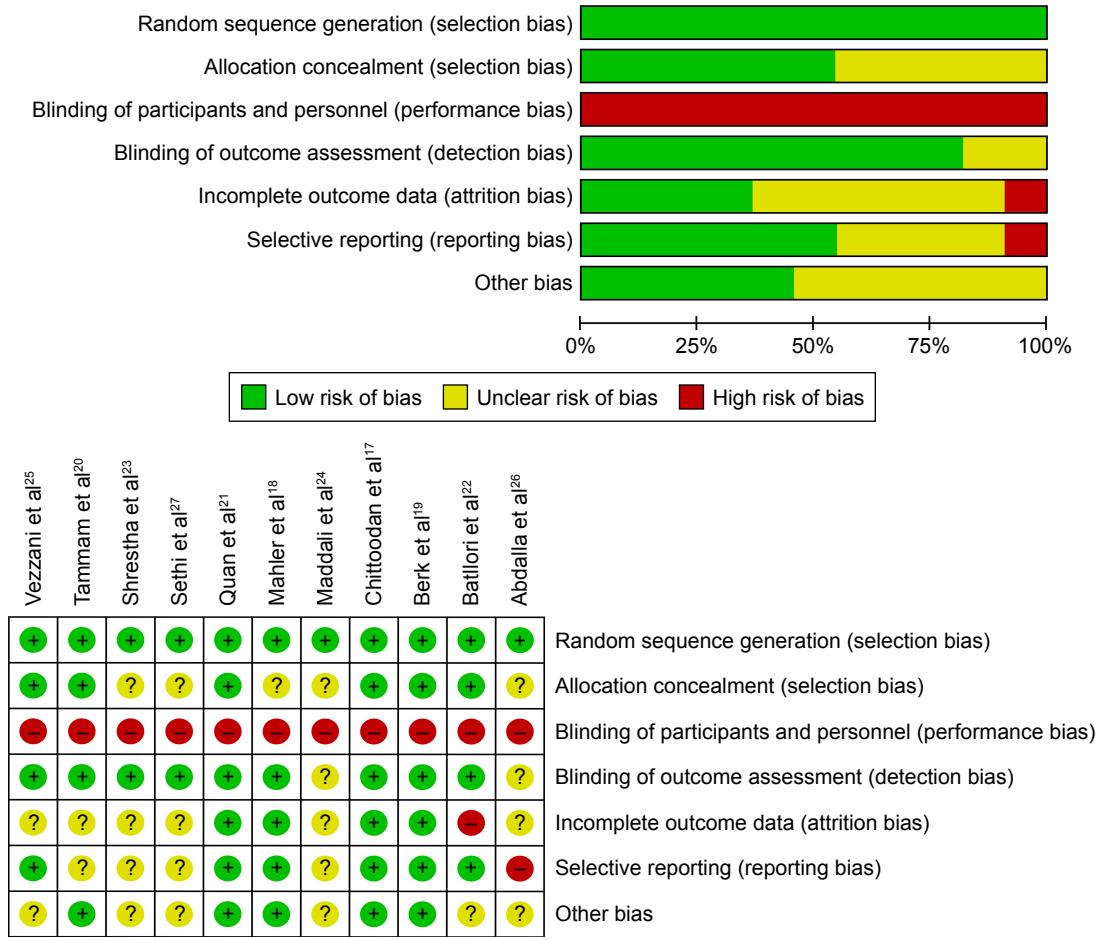 Random sequence generation (selection bias)
Allocation concealment (selection bias)
Blinding of participants and personnel (performance bias)
Blinding of outcome assessment (detection bias)
Incomplete outcome data (attrition bias)
Selective reporting (reporting bias)
Other bias
0% 25% 50% 75% 100%
Low risk of bias Unclear risk of bias High risk of bias
Vezzani et al25
Tammam et al20
Shrestha et al23
Sethi et al27
Quan et al21
Mahler et al18
Maddali et al24
Chittoodan et al17
Berk et al19
Batllori et al22
Abdalla et al26
+ + + + + + + + + + + Random sequence generation (selection bias)
+ + ? ? + ? ? + + + ? Allocation concealment (selection bias)
– – – – – – – – – – – Blinding of participants and personnel (performance bias)
+ + + + + + ? + + + ? Blinding of outcome assessment (detection bias)
? ? ? ? + + ? + + – ? Incomplete outcome data (attrition bias)
+ ? ? ? + + ? + + + – Selective reporting (reporting bias)
? + ? ? + + ? + + ? ? Other bias